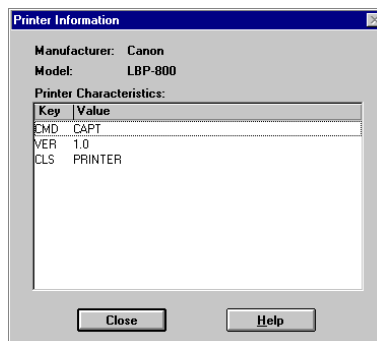 Printer Information
Manufacturer: Canon
Model: LBP-800
Printer Characteristics:
Key Value
CMD CAPT
VER 1.0
CLS PRINTER
Close Help